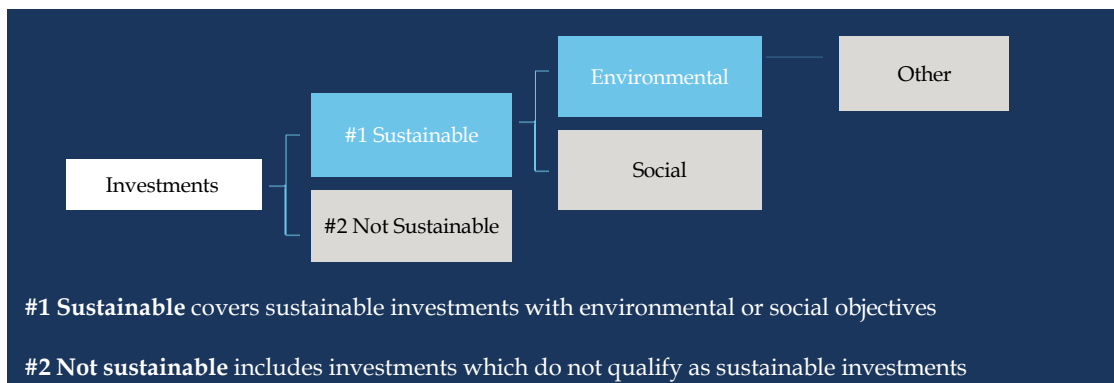 Environmental
Other
#1 Sustainable
Social
Investments
#2 Not Sustainable
#1 Sustainable covers sustainable investments with environmental or social objectives
#2 Not sustainable includes investments which do not qualify as sustainable investments